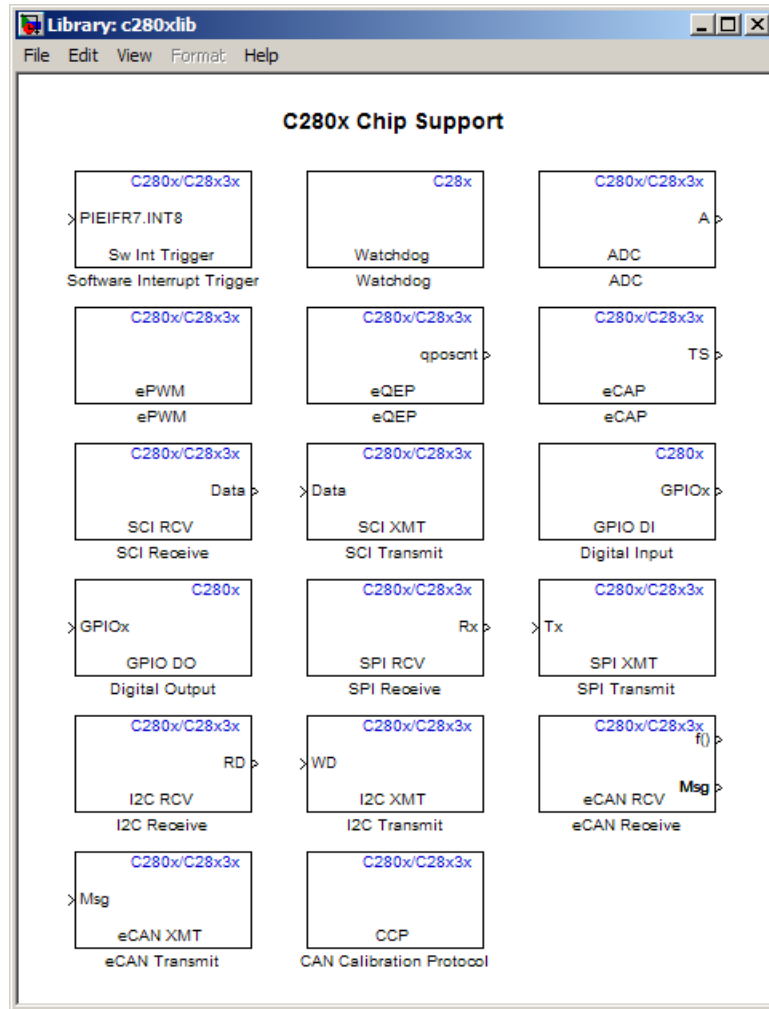 Library: c280xlib
File Edit View Format Help
C280x Chip Support
C280x/C28x3x
PIEIFR7.INT8
Sw Int Trigger
Software Interrupt Trigger
C28x
Watchdog
Watchdog
C280x/C28x3x
A
ADC
ADC
C280x/C28x3x
ePWM
ePWM
C280x/C28x3x
qposcnt
eQEP
eQEP
C280x/C28x3x
TS
eCAP
eCAP
C280x/C28x3x
Data
SCI RCV
SCI Receive
C280x/C28x3x
Data
SCI XMT
SCI Transmit
C280x
GPIOx
GPIO DI
Digital Input
C280x
GPIOx
GPIO DO
Digital Output
C280x/C28x3x
Rx
SPI RCV
SPI Receive
C280x/C28x3x
Tx
SPI XMT
SPI Transmit
C280x/C28x3x
RD
I2C RCV
I2C Receive
C280x/C28x3x
WD
I2C XMT
I2C Transmit
C280x/C28x3x
f()
Msg
eCAN RCV
eCAN Receive
C280x/C28x3x
Msg
eCAN XMT
eCAN Transmit
C280x/C28x3x
CCP
CAN Calibration Protocol